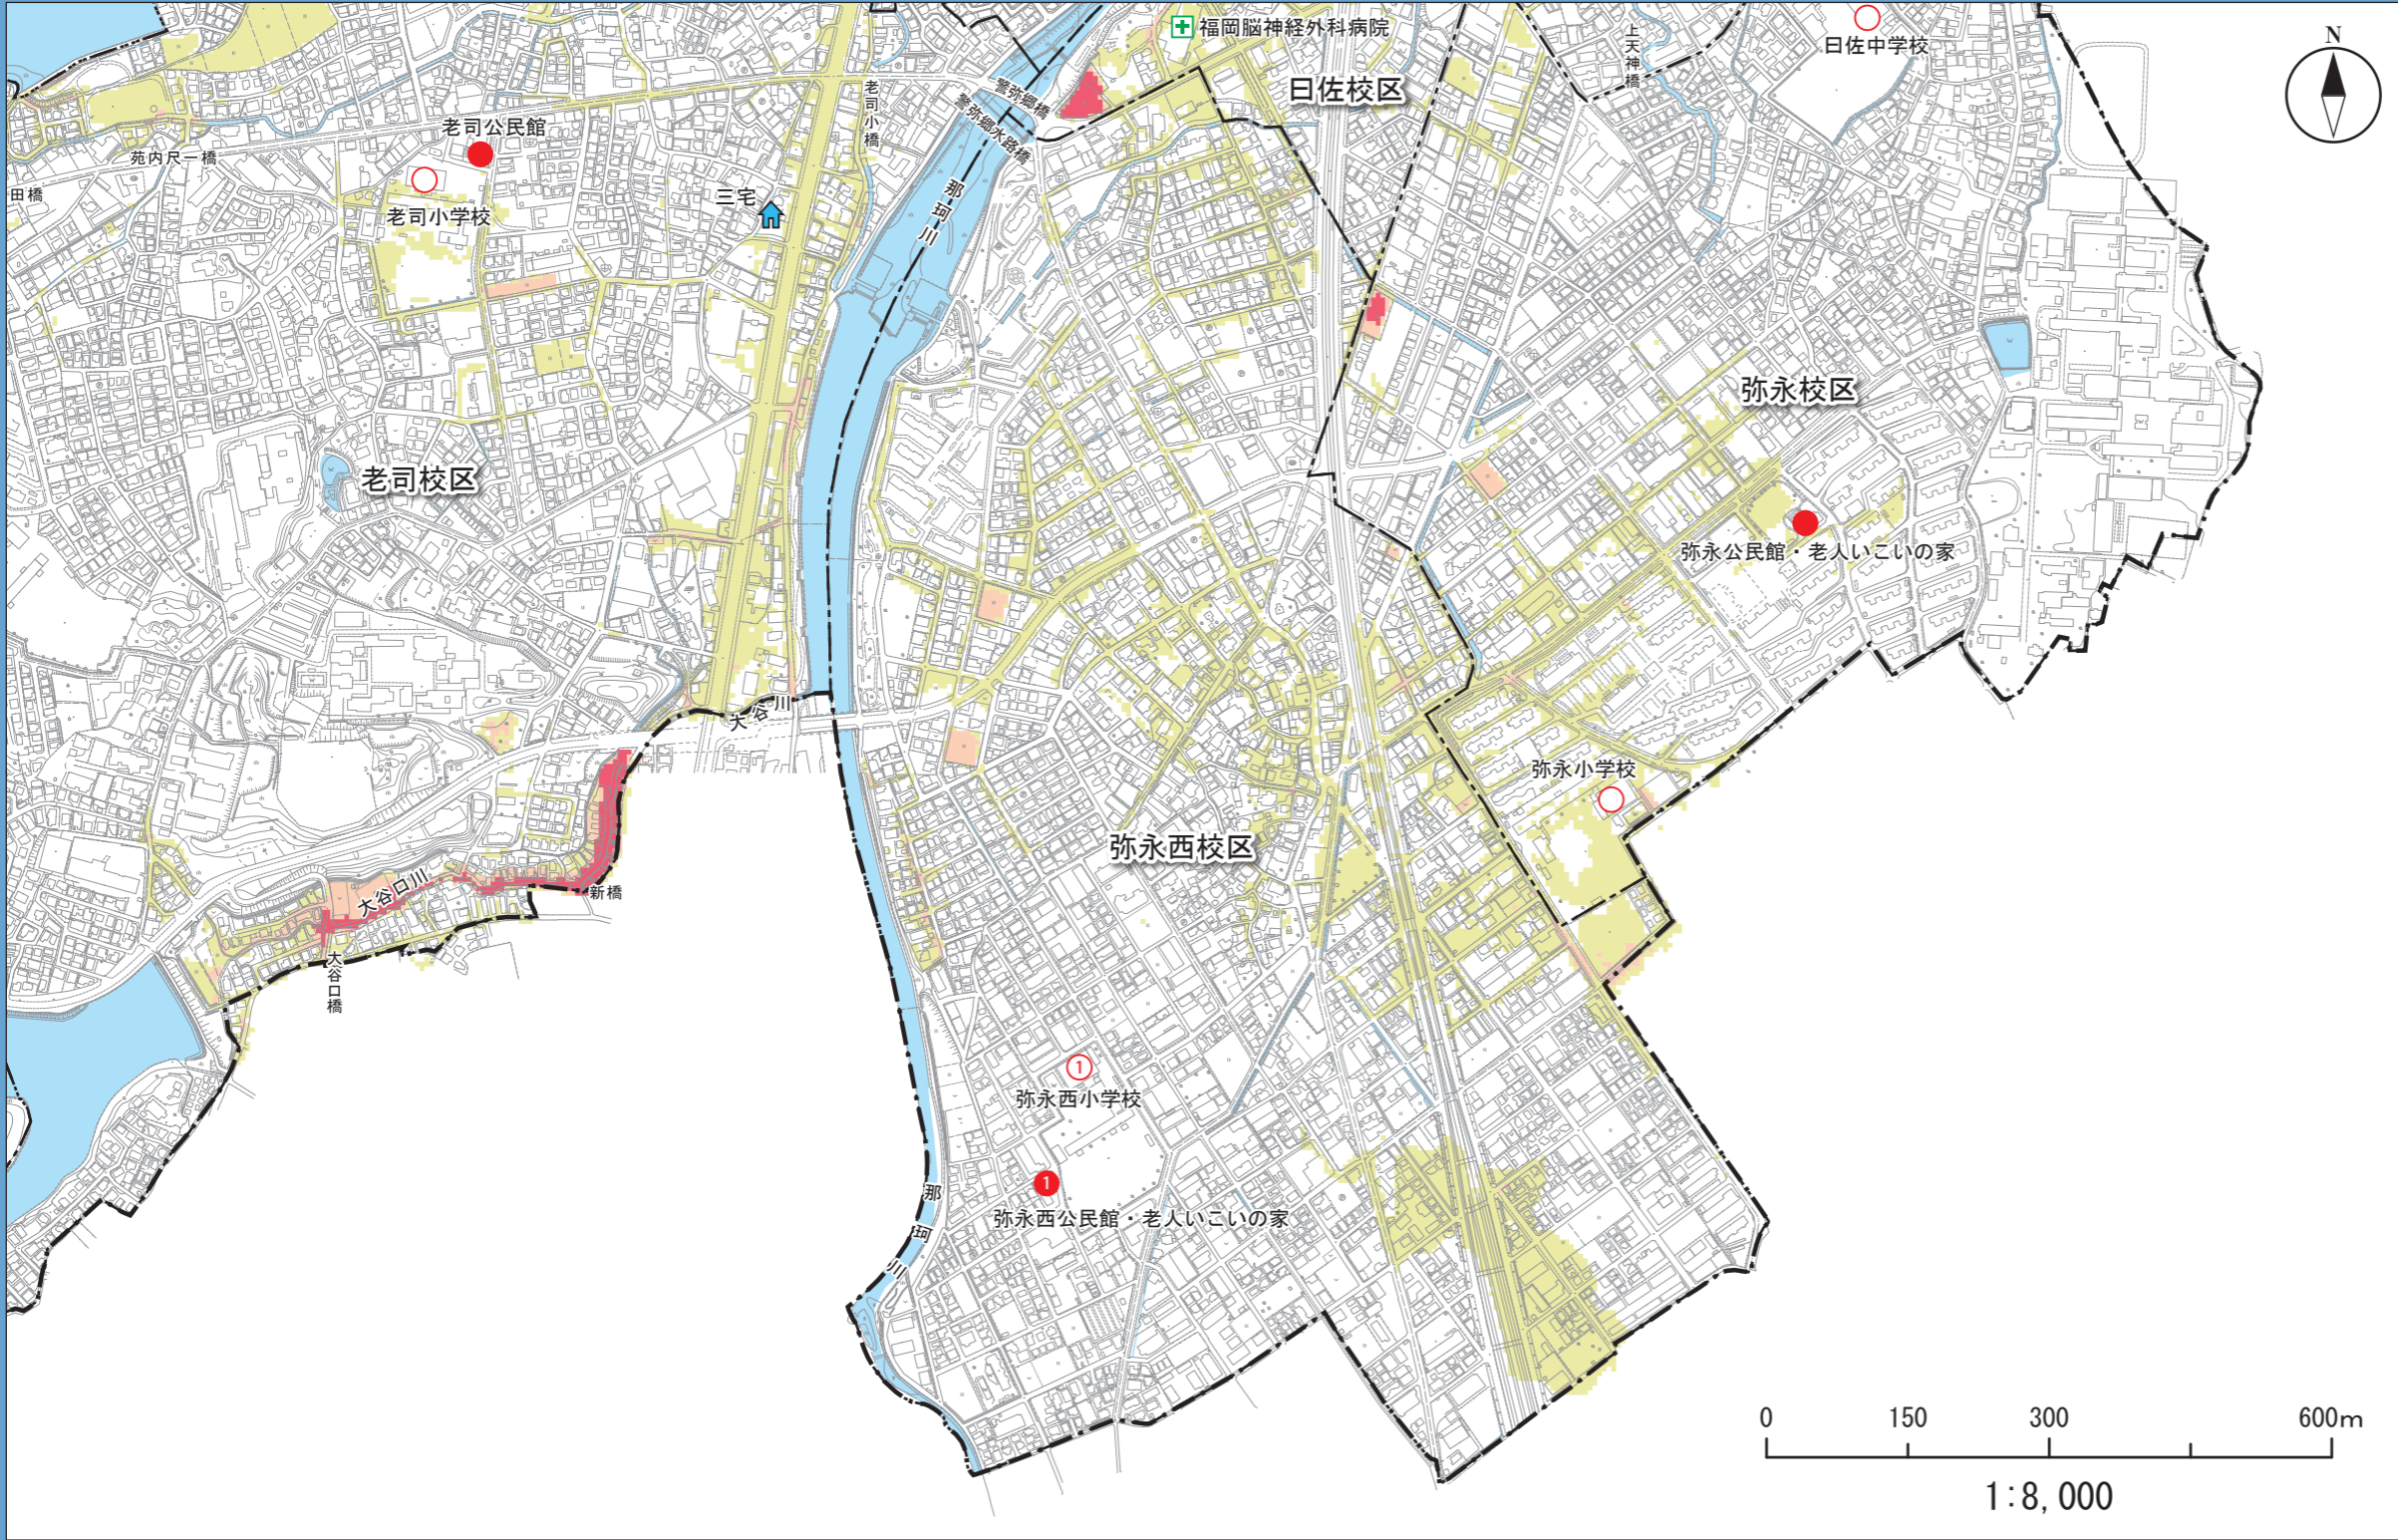 福岡脳神経外科病院
日佐中学校
上天神橋
N
日佐校区
老司小橋
警弥郷橋
警弥郷水路橋
老司公民館
苑内尺一橋
田橋
老司小学校
三宅
那珂川
弥永校区
老司校区
弥永公民館・老人いこいの家
大谷川
弥永小学校
弥永西校区
大谷口川
新橋
大谷口橋
1
弥永西小学校
1
弥永西公民館・老人いこいの家
那珂川
0 150 300 600m
1:8,000